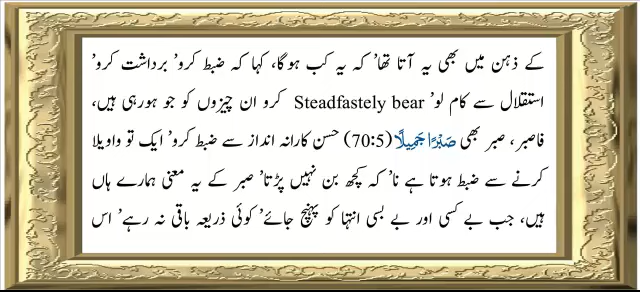 کے ذہن میں بھی یہ آتا تھا’ کہ یہ کب ہوگا، کہا کہ ضبط کرو’ برداشت کرو’
استقلال سے کام لو’ Steadfastely bear کرو ان چیزوں کو جو ہورہی ہیں،
فاصبر، صبر بھی صَبْرًا جَمِيلًا (70:5) حسن کارانہ انداز سے ضبط کرو’ ایک تو واویلا
کرنے سے ضبط ہوتا ہے نا’ کہ کچھ بن نہیں پڑتا’ صبر کے یہ معنی ہمارے ہاں
ہیں، جب بے کسی اور بے بسی انتہا کو پہنچ جائے’ کوئی ذریعہ باقی نہ رہے’ اس